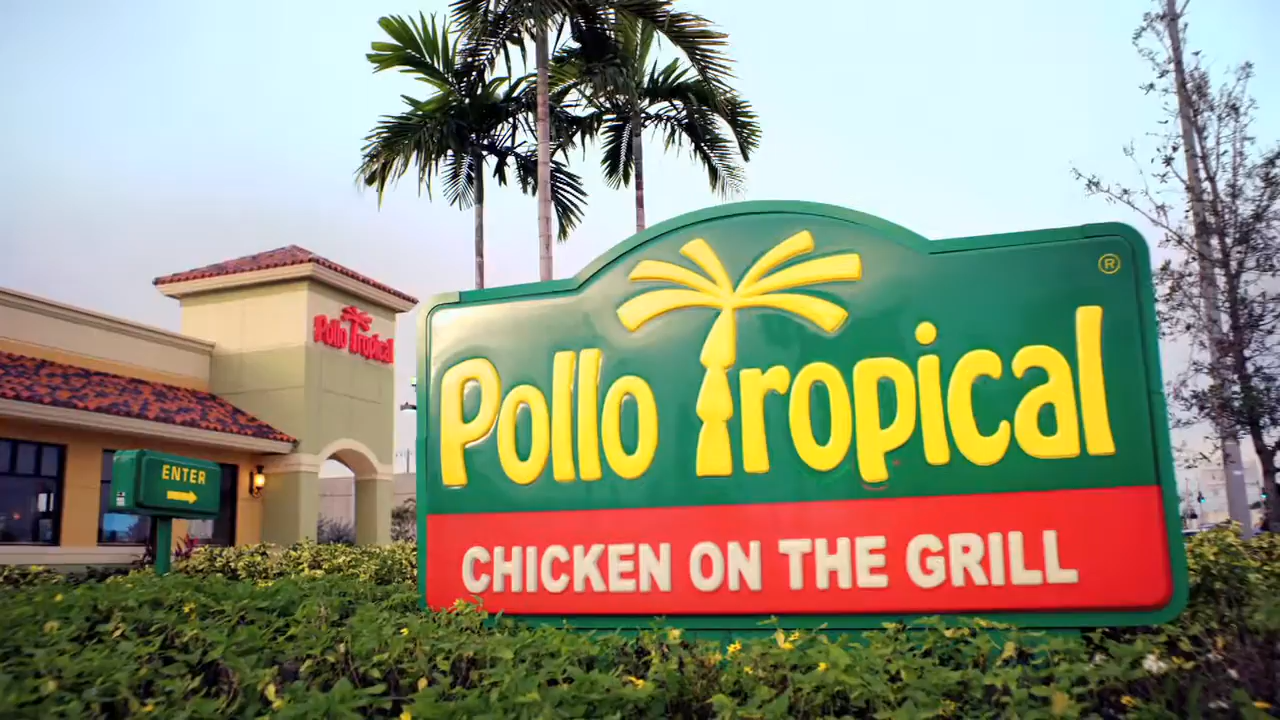 Pollo Tropical
ENTER
Pollo Tropical ®
CHICKEN ON THE GRILL